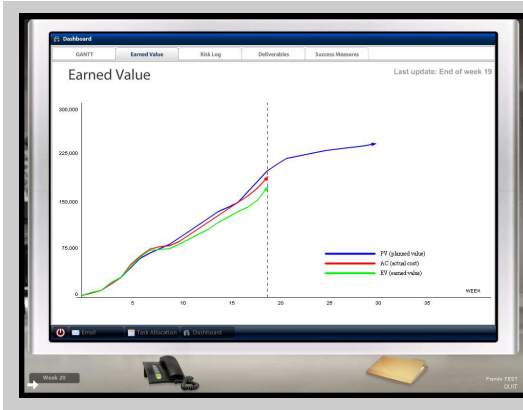 Dashboard
GANTT
Earned Value
Risk Log
Deliverables
Success Measures
Earned Value
Last update: End of week 19
300,000
225,000
150,000
75,000
0
5
10
15
20
25
30
35
WEEK
PV (planned value)
AC (actual cost)
EV (earned value)
Email
Task Allocation
Dashboard
Week 20
QUIT